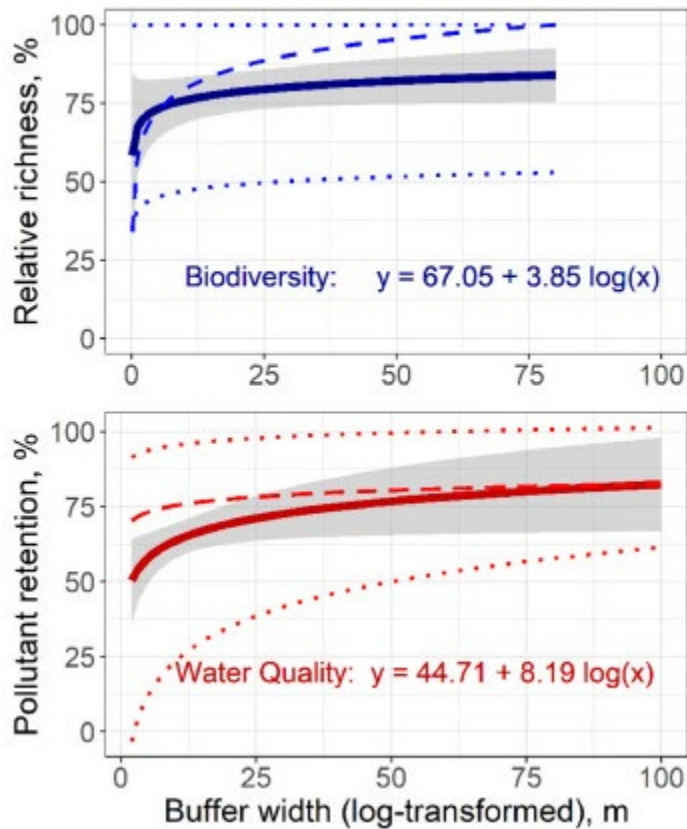 Relative richness, %
100
75
50
25
0
Biodiversity: y = 67.05 + 3.85 log(x)
0 25 50 75 100
Pollutant retention, %
100
75
50
25
0
Water Quality: y = 44.71 + 8.19 log(x)
0 25 50 75 100
Buffer width (log-transformed), m